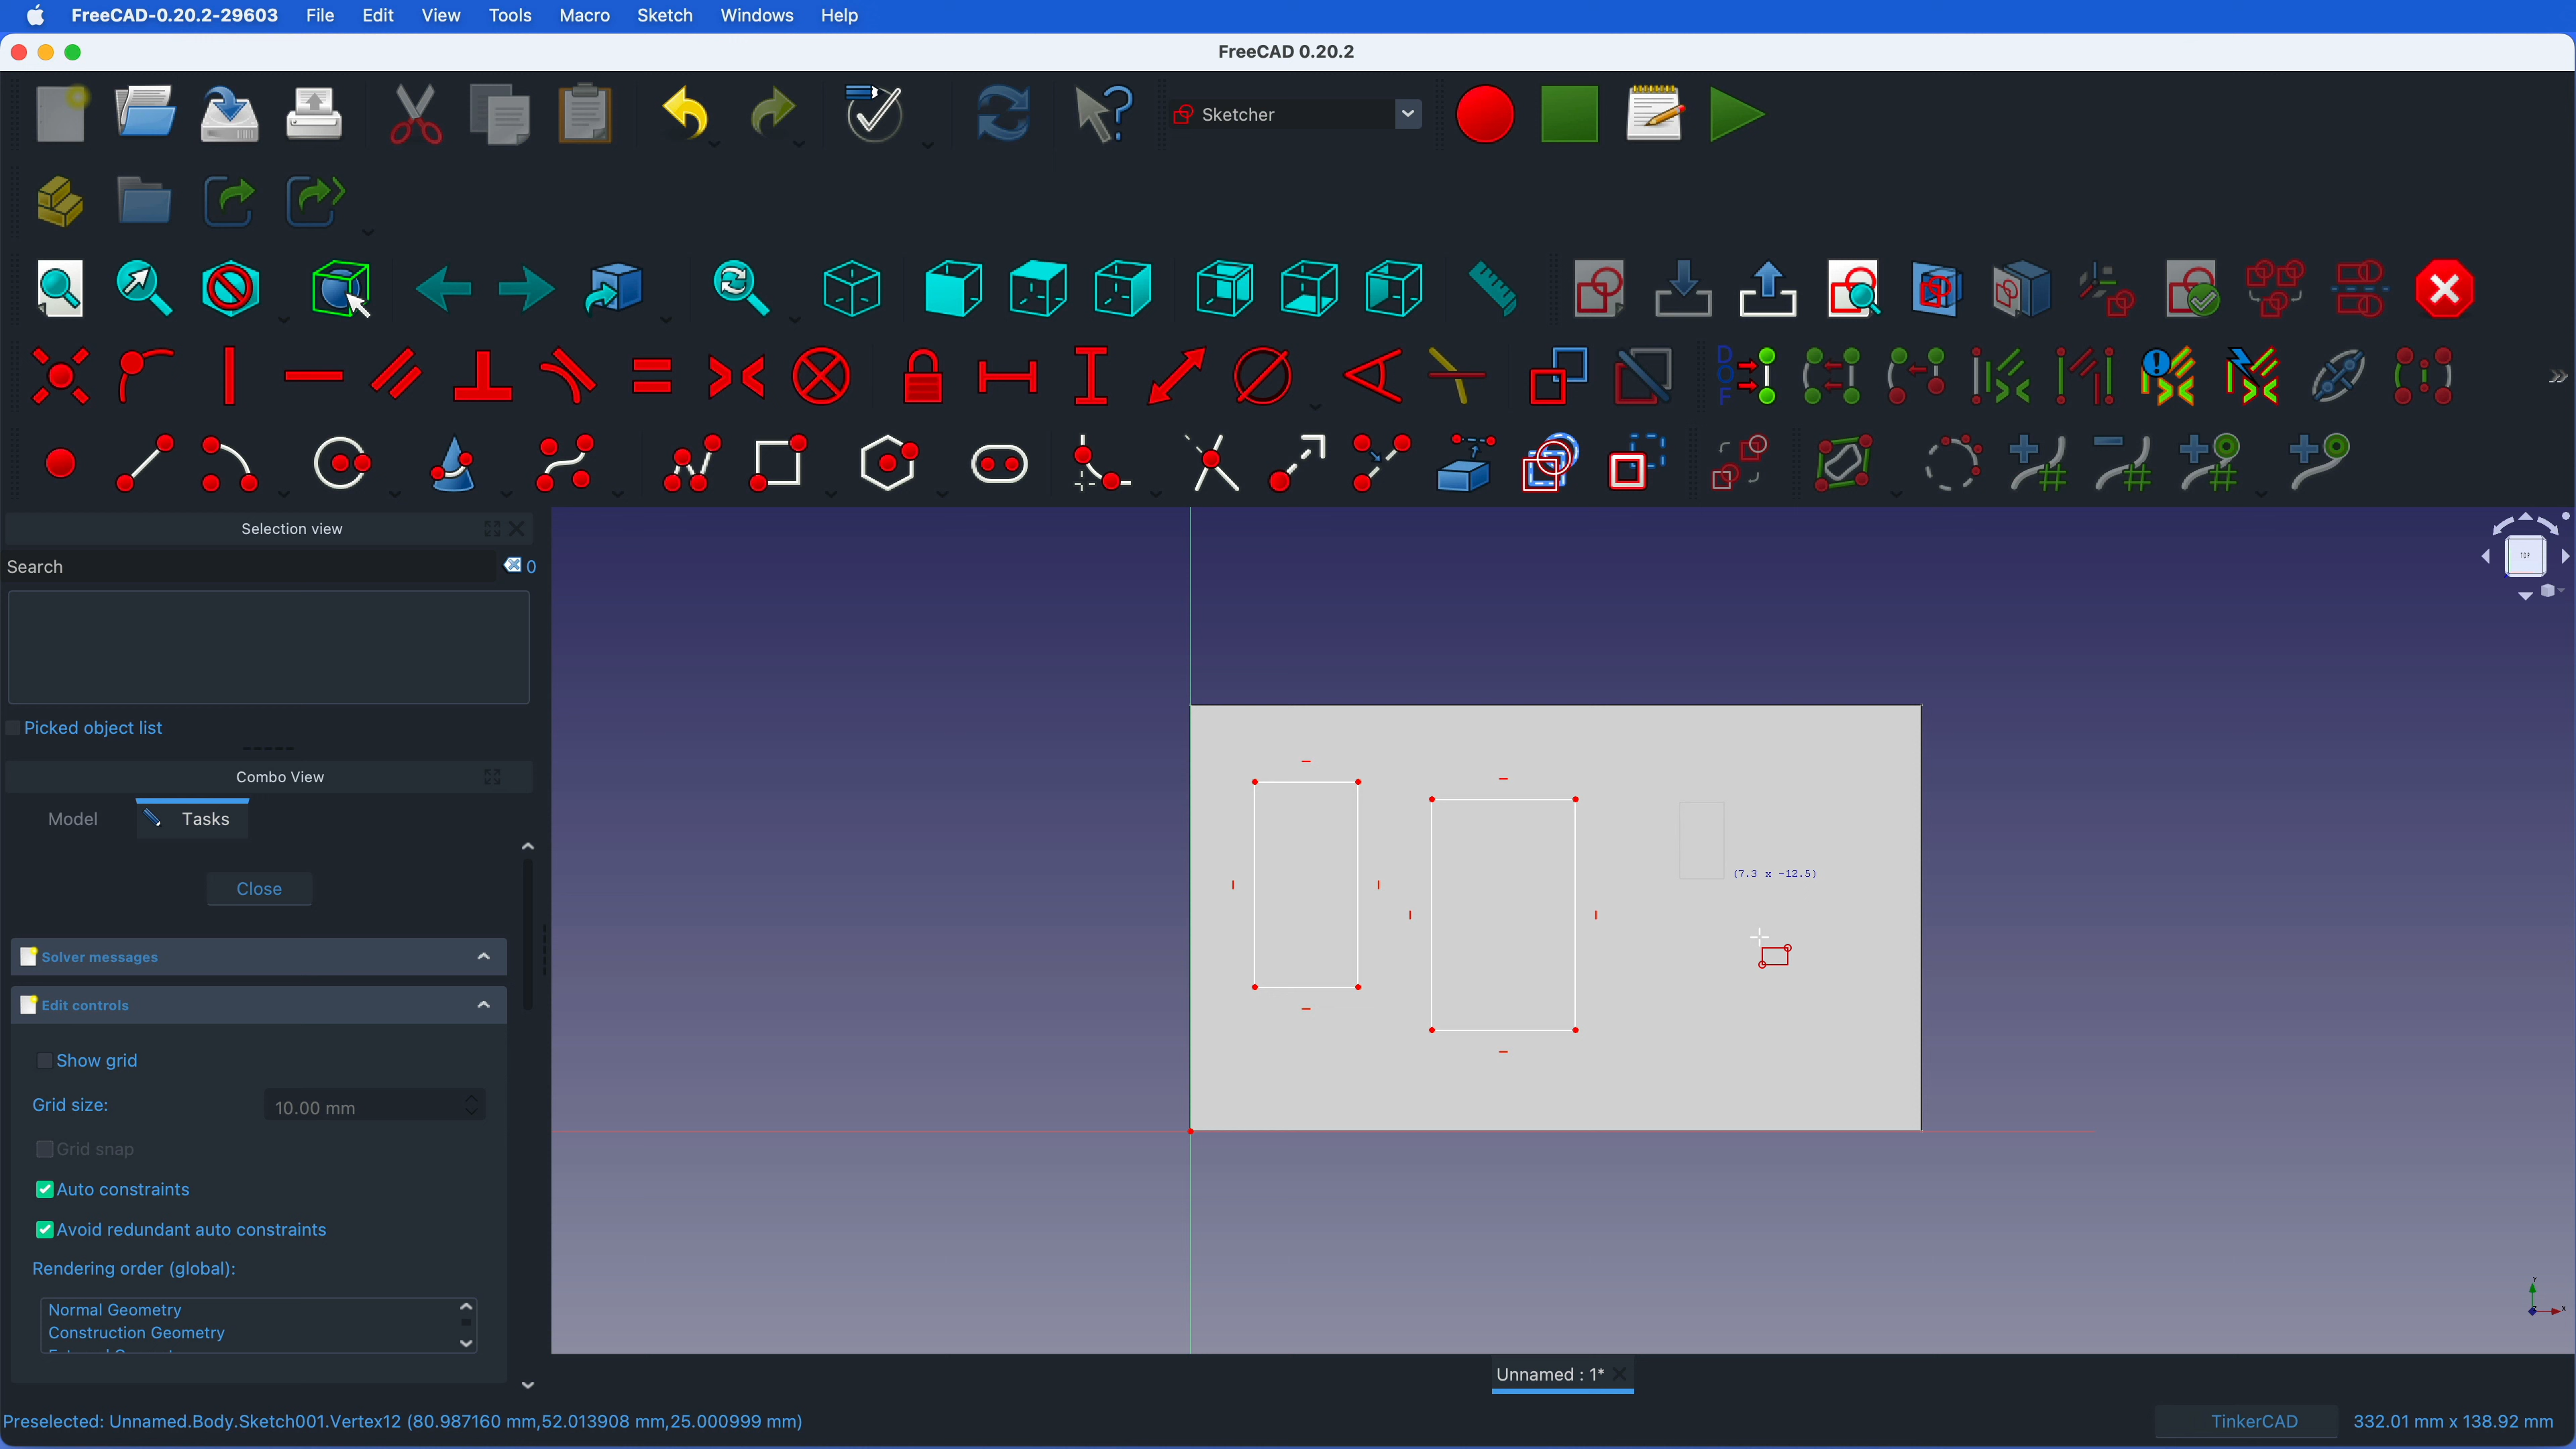 FreeCAD-0.20.2-29603 File Edit View Tools Macro Sketch Windows Help
FreeCAD 0.20.2
Sketcher
DOF
Selection view
Search
0
Picked object list
Combo View
Model
Tasks
Close
Solver messages
Edit controls
Show grid
Grid size:
10.00 mm
Grid snap
Auto constraints
Avoid redundant auto constraints
Rendering order (global):
Normal Geometry
Construction Geometry
TOP
(7.3 x -12.5)
Y
X
Unnamed : 1*
Preselected: Unnamed.Body.Sketch001.Vertex12 (80.987160 mm,52.013908 mm,25.000999 mm)
TinkerCAD
332.01 mm x 138.92 mm